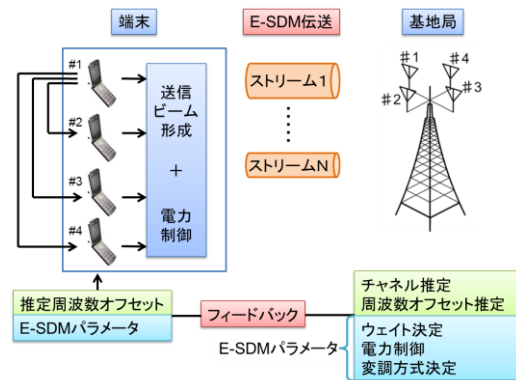 端末
E-SDM伝送
基地局
#1
#2
#3
#4
送信
ビーム
形成
+
電力
制御
ストリーム1
ストリームN
#1
#4
#2
#3
推定周波数オフセット
E-SDMパラメータ
フィードバック
チャネル推定
周波数オフセット推定
E-SDMパラメータ
ウェイト決定
電力制御
変調方式決定